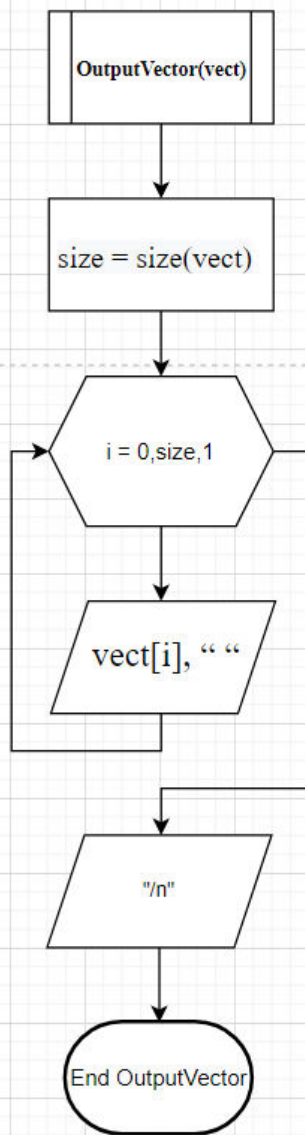 OutputVector(vect)
size = size(vect)
i = 0,size,1
vect[i], “ “
"/n"
End OutputVector